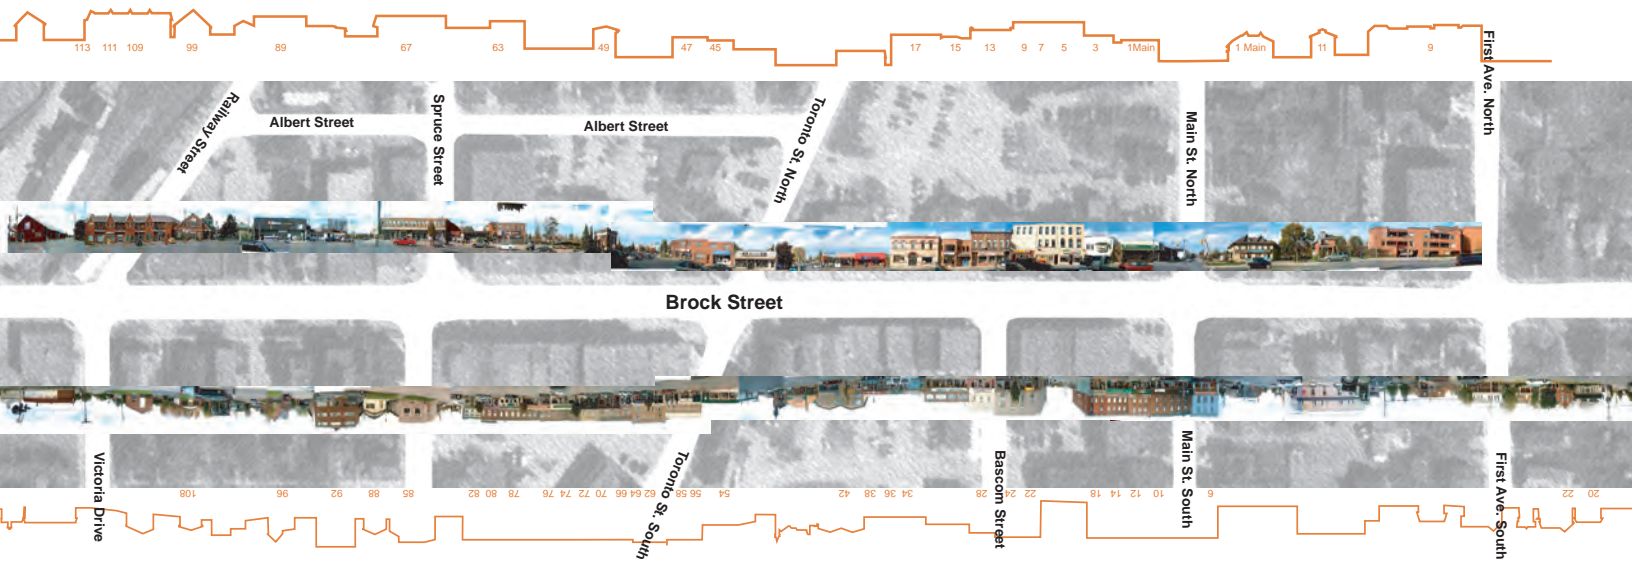 113 111 109 99 89 67 63 49 47 45 17 15 13 9 7 5 3 1Main 1 Main 11 9
First Ave. North
Railway Street
Albert Street
Spruce Street
Albert Street
Toronto St. North
Main St. North
Brock Street
Victoria Drive
Toronto St. South
Bascom Street
Main St. South
First Ave. South
108 96 92 88 85 82 80 78 76 74 72 70 66 64 62 58 56 54 42 38 36 34 28 24 22 18 14 12 10 6 22 20